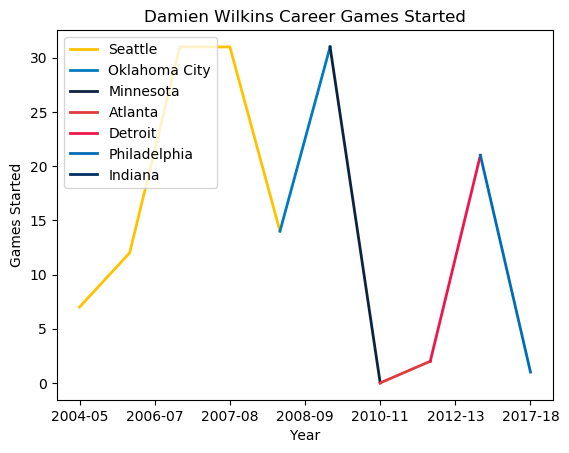 Damien Wilkins Career Games Started
Seattle
Oklahoma City
Minnesota
Atlanta
Detroit
Philadelphia
Indiana
30
25
20
15
10
5
0
Games Started
2004-05 2006-07 2007-08 2008-09 2010-11 2012-13 2017-18
Year